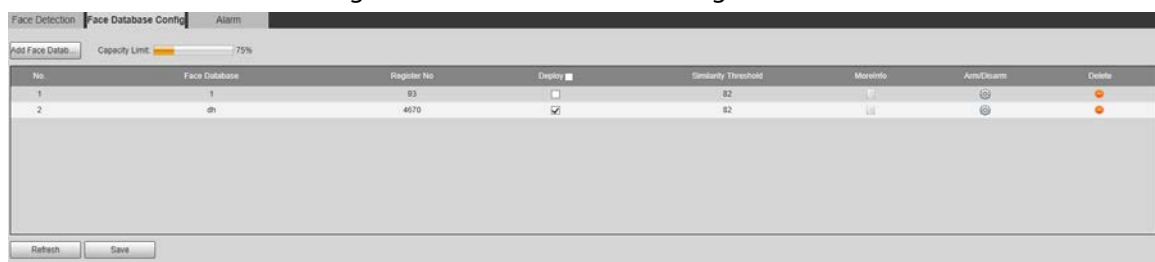 Face Detection Face Database Config Alarm
Add Face Datab... Capacity Limit: 75%
No. Face Database Register No Deploy Similarity Threshold MoreInfo Arm/Disarm Delete
1 1 93 82
2 dh 4670 82
Refresh Save